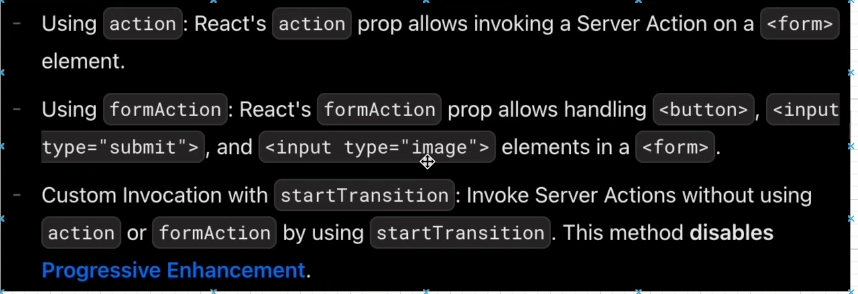 - Using action: React's action prop allows invoking a Server Action on a <form>
element.
- Using formAction: React's formAction prop allows handling <button>, <input
type="submit">, and <input type="image"> elements in a <form>.
- Custom Invocation with startTransition: Invoke Server Actions without using
action or formAction by using startTransition. This method disables
Progressive Enhancement.